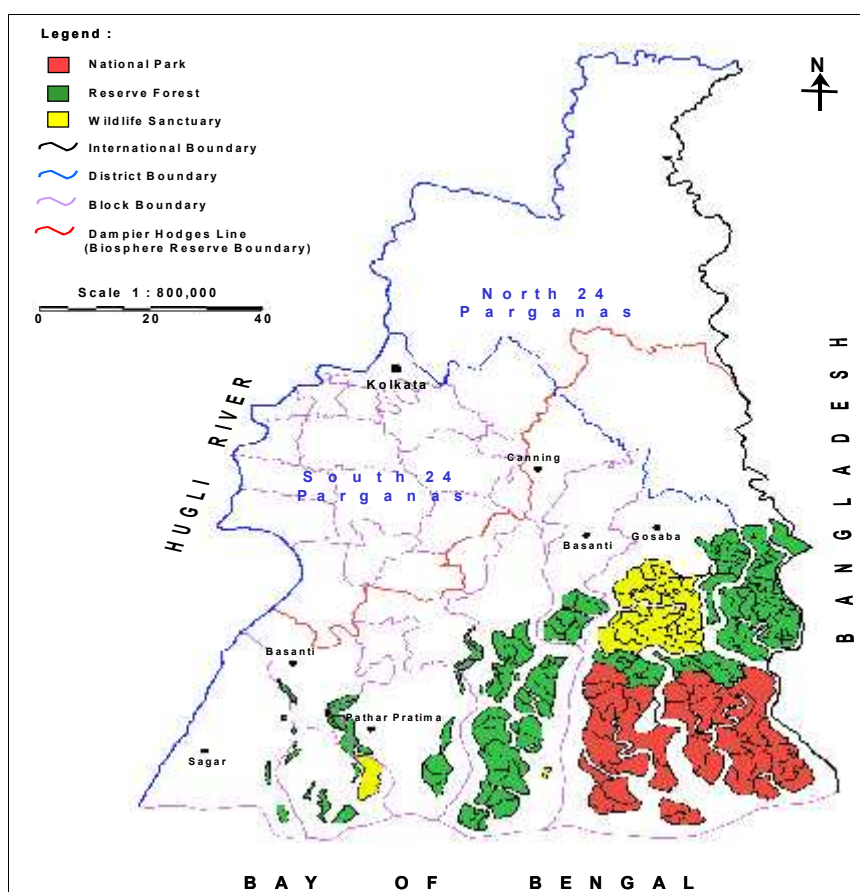 Legend :
National Park
Reserve Forest
Wildlife Sanctuary
International Boundary
District Boundary
Block Boundary
Dampier Hodges Line
(Biosphere Reserve Boundary)
Scale 1 : 800,000
0 20 40
N
North 24
Parganas
Kolkata
HUGLI RIVER
BANGLADESH
Canning
South 24
Parganas
Gosaba
Basanti
Basanti
Pathar Pratima
Sagar
BAY OF BENGAL